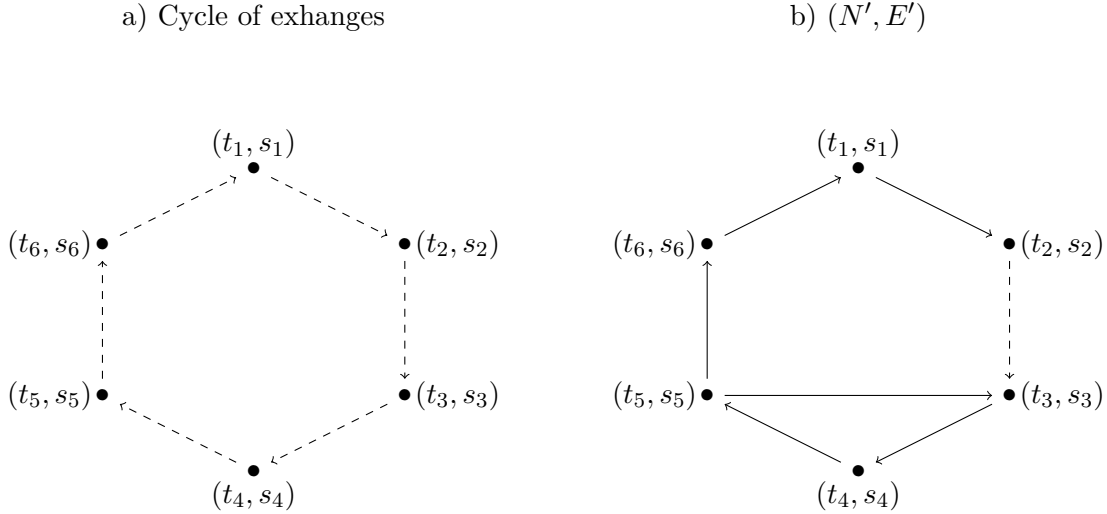 a) Cycle of exhanges
b) (N′, E′)
(t₁, s₁)
(t₆, s₆)
(t₂, s₂)
(t₅, s₅)
(t₃, s₃)
(t₄, s₄)
(t₁, s₁)
(t₆, s₆)
(t₂, s₂)
(t₅, s₅)
(t₃, s₃)
(t₄, s₄)